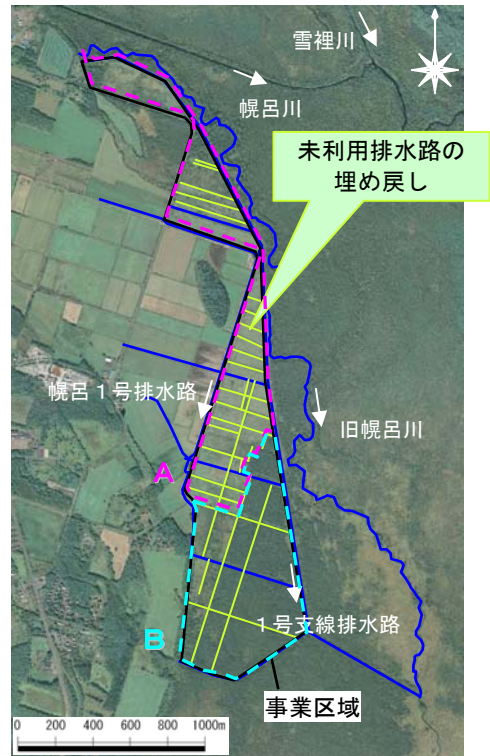 雪裡川
幌呂川
未利用排水路の
埋め戻し
幌呂1号排水路
旧幌呂川
A
B
1号支線排水路
事業区域
0 200 400 600 800 1000m